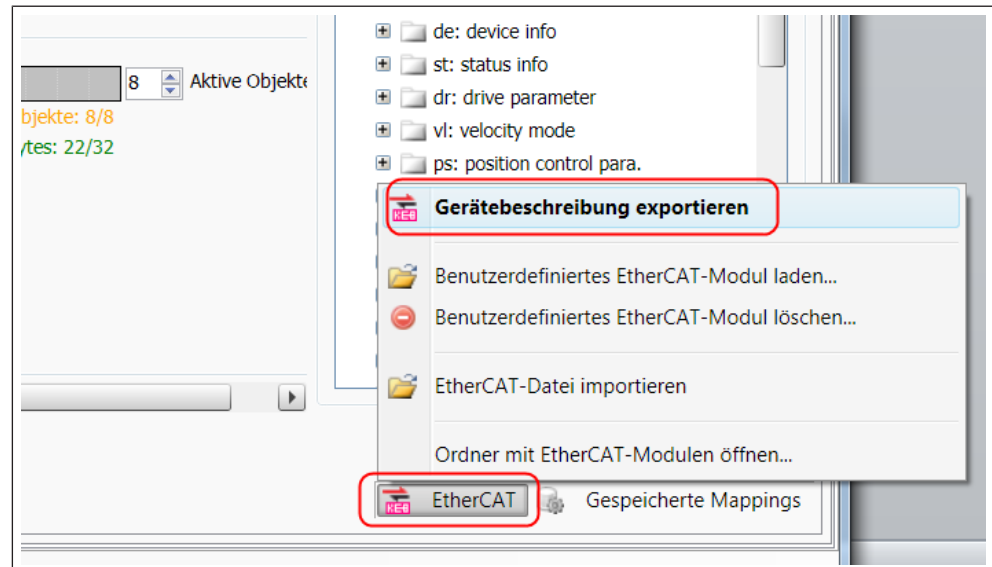 de: device info
st: status info
8 Aktive Objekte
dr: drive parameter
bjekte: 8/8
vl: velocity mode
ytes: 22/32
ps: position control para.
KEB Gerätebeschreibung exportieren
Benutzerdefiniertes EtherCAT-Modul laden...
Benutzerdefiniertes EtherCAT-Modul löschen...
EtherCAT-Datei importieren
Ordner mit EtherCAT-Modulen öffnen...
KEB EtherCAT Gespeicherte Mappings